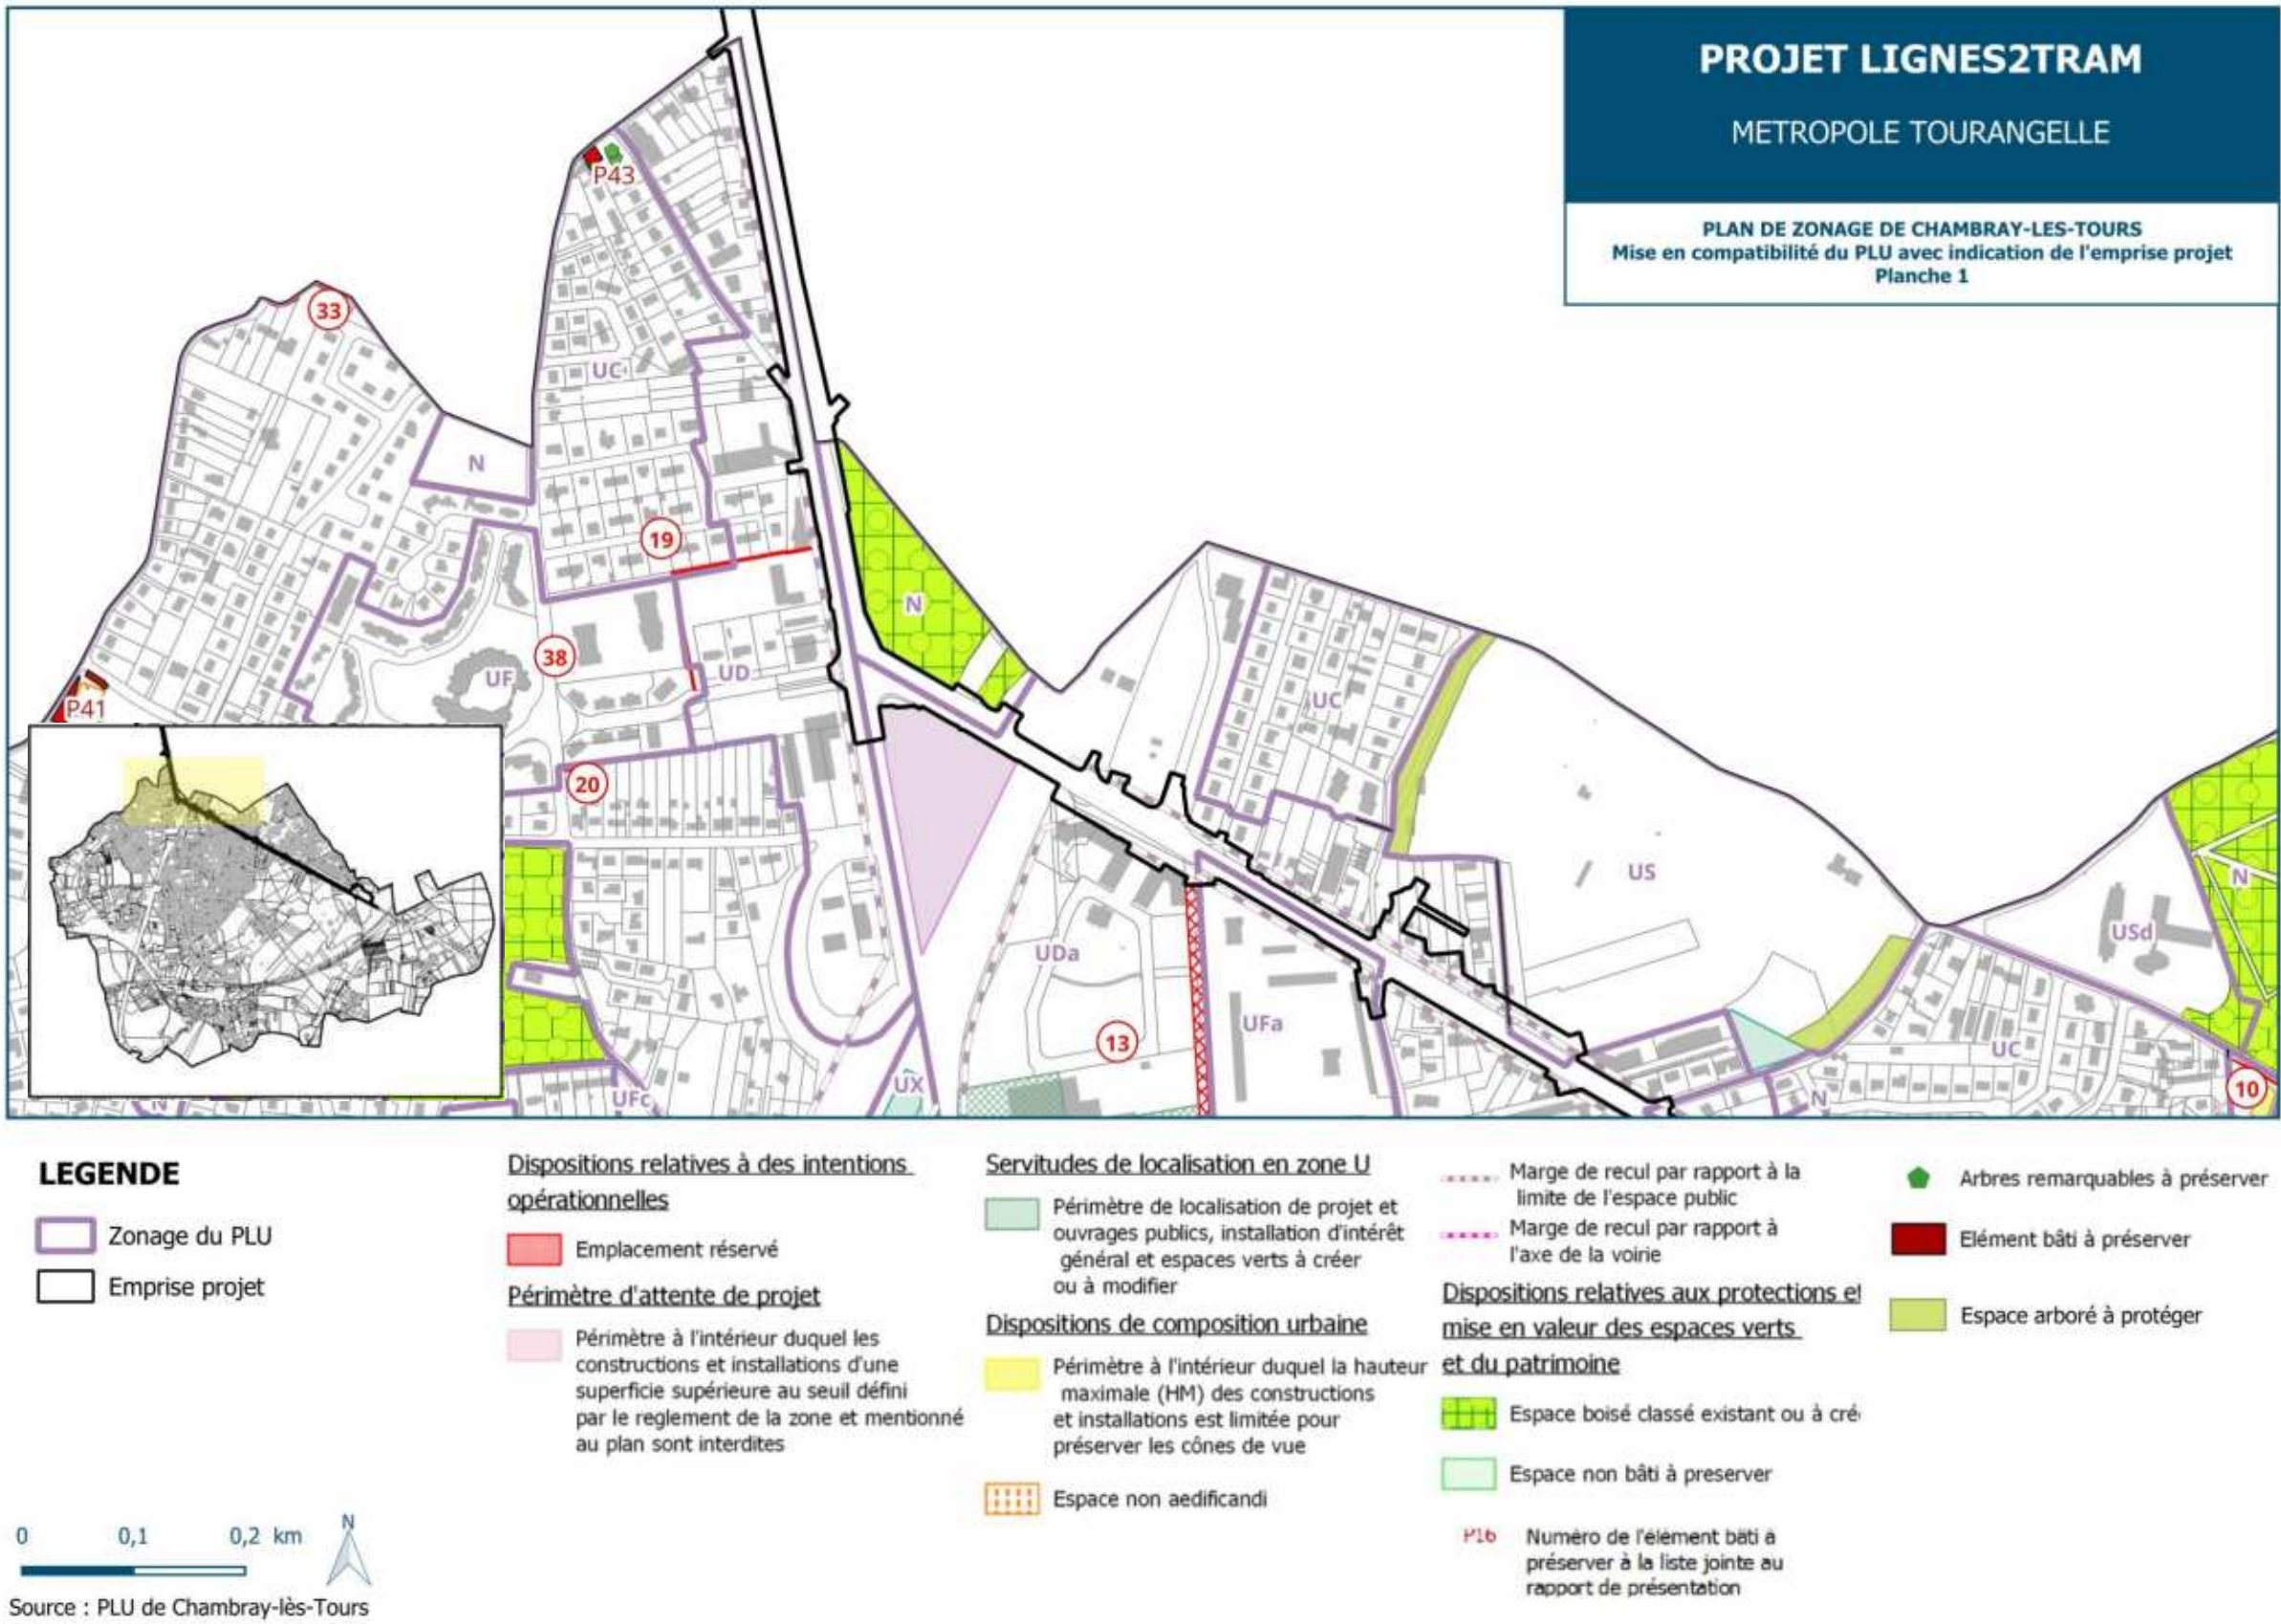 PROJET LIGNES2TRAM
METROPOLE TOURANGELLE
PLAN DE ZONAGE DE CHAMBRAY-LES-TOURS
Mise en compatibilité du PLU avec indication de l'emprise projet
Planche 1
P43
33
UC
N
19
N
38
UF
UD
P41
UC
20
US
N
USd
UDa
UFa
13
UC
UX
UFc
N
N
10
LEGENDE
Zonage du PLU
Emprise projet
Dispositions relatives à des intentions
opérationnelles
Emplacement réservé
Périmètre d'attente de projet
Périmètre à l'intérieur duquel les
constructions et installations d'une
superficie supérieure au seuil défini
par le reglement de la zone et mentionné
au plan sont interdites
Servitudes de localisation en zone U
Périmètre de localisation de projet et
ouvrages publics, installation d'intérêt
général et espaces verts à créer
ou à modifier
Dispositions de composition urbaine
Périmètre à l'intérieur duquel la hauteur
maximale (HM) des constructions
et installations est limitée pour
préserver les cônes de vue
Espace non aedificandi
Marge de recul par rapport à la
limite de l'espace public
Marge de recul par rapport à
l'axe de la voirie
Dispositions relatives aux protections et
mise en valeur des espaces verts
et du patrimoine
Espace boisé classé existant ou à cré
Espace non bâti à preserver
P16 Numéro de l'élément bâti à
préserver à la liste jointe au
rapport de présentation
Arbres remarquables à préserver
Elément bâti à préserver
Espace arboré à protéger
0 0,1 0,2 km
N
Source : PLU de Chambray-lès-Tours